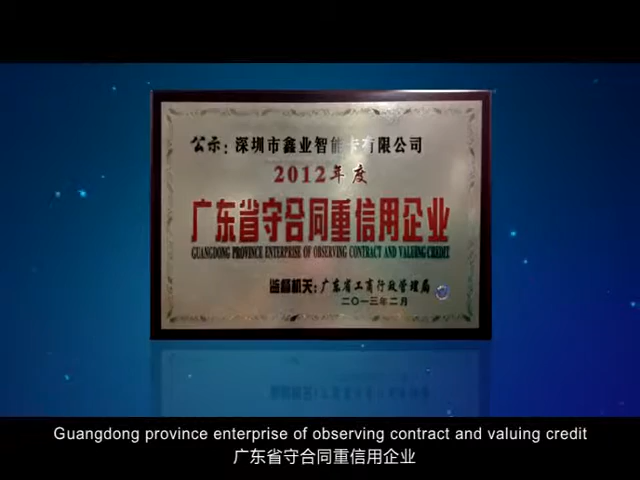 公示：深圳市鑫业智能卡有限公司
2012年度
广东省守合同重信用企业
GUANGDONG PROVINCE ENTERPRISE OF OBSERVING CONTRACT AND VALUING CREDIT
监督机关：广东省工商行政管理局
二〇一三年二月
Guangdong province enterprise of observing contract and valuing credit
广东省守合同重信用企业